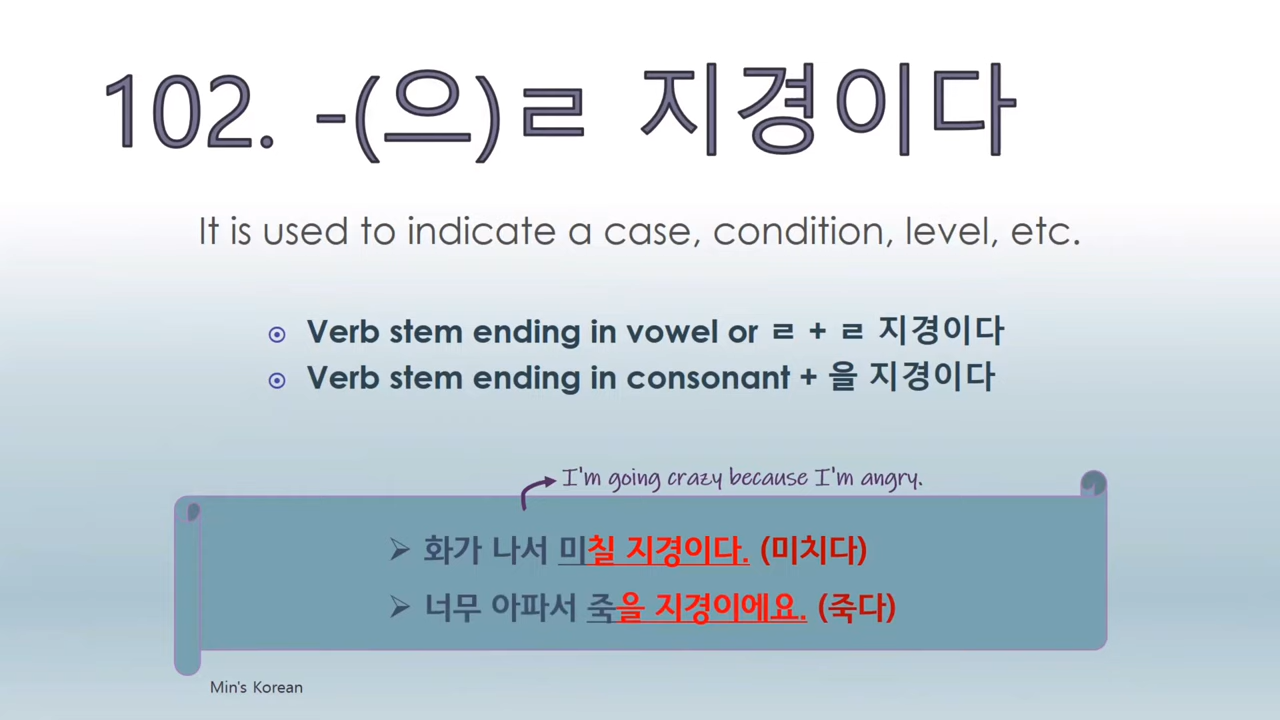 102. -(으)ㄹ 지경이다
It is used to indicate a case, condition, level, etc.
Verb stem ending in vowel or ㄹ + ㄹ 지경이다
Verb stem ending in consonant + 을 지경이다
I'm going crazy because I'm angry.
화가 나서 미칠 지경이다. (미치다)
너무 아파서 죽을 지경이에요. (죽다)
Min's Korean